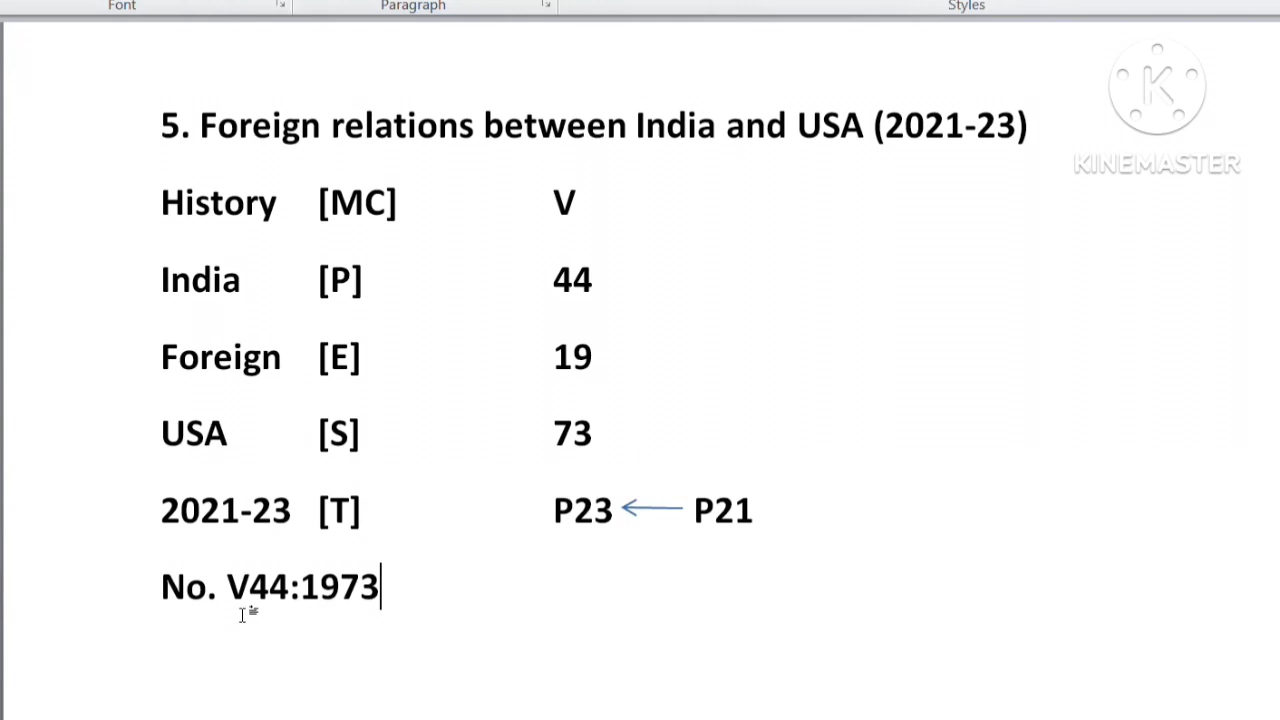 Font Paragraph Styles
5. Foreign relations between India and USA (2021-23)
KINEMASTER
History [MC] V
India [P] 44
Foreign [E] 19
USA [S] 73
2021-23 [T] P23 P21
No. V44:1973